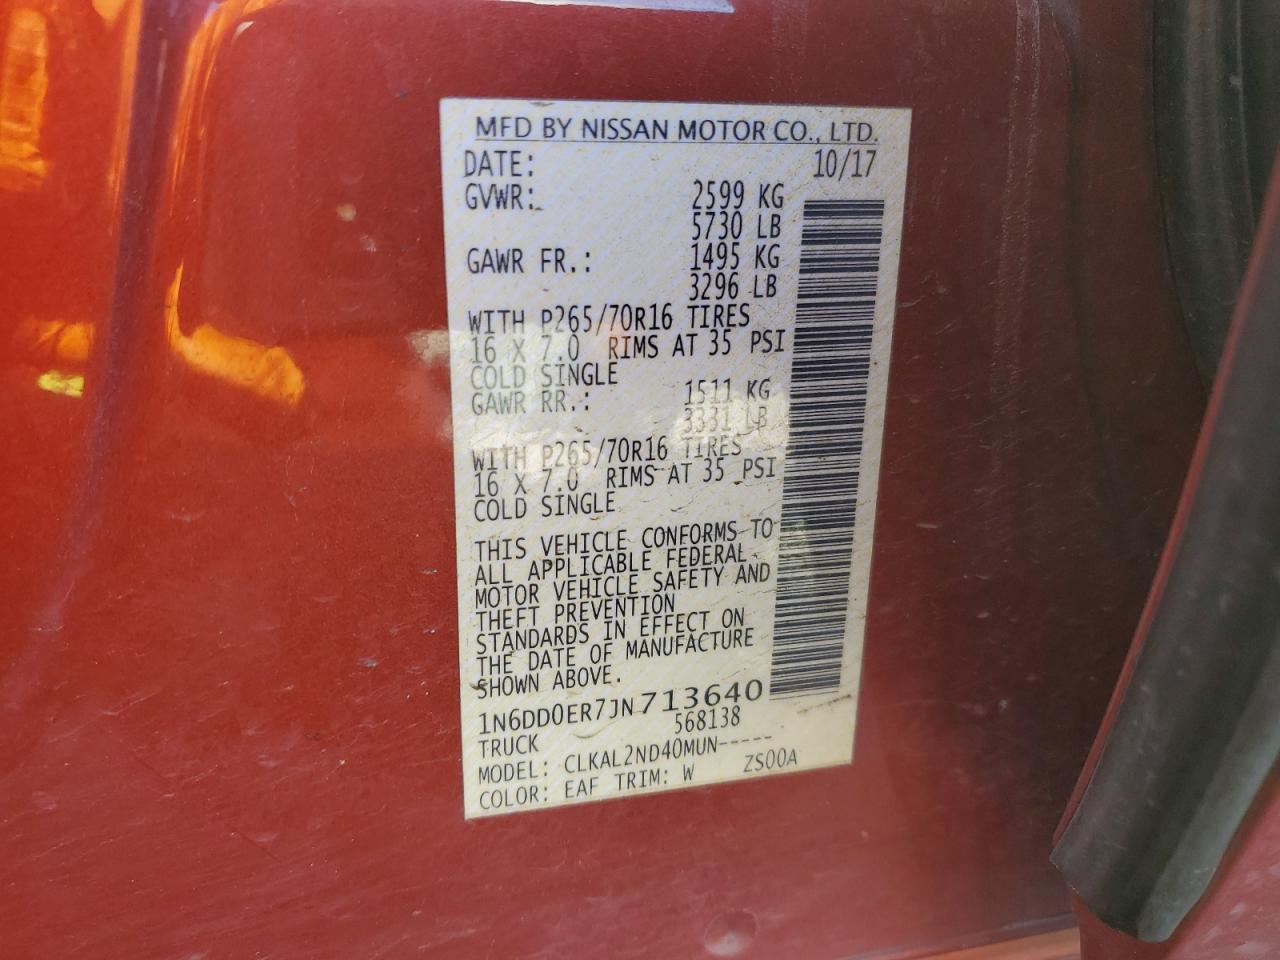 MFD BY NISSAN MOTOR CO., LTD.
DATE: 10/17
GVWR: 2599 KG
5730 LB
GAWR FR.: 1495 KG
3296 LB
WITH P265/70R16 TIRES
16 X 7.0 RIMS AT 35 PSI
COLD SINGLE
GAWR RR.: 1511 KG
3331 LB
WITH P265/70R16 TIRES
16 X 7.0 RIMS AT 35 PSI
COLD SINGLE
THIS VEHICLE CONFORMS TO
ALL APPLICABLE FEDERAL
MOTOR VEHICLE SAFETY AND
THEFT PREVENTION
STANDARDS IN EFFECT ON
THE DATE OF MANUFACTURE
SHOWN ABOVE.
1N6DD0ER7JN713640
TRUCK 568138
MODEL: CLKAL2ND40MUN-----
COLOR: EAF TRIM: W ZS00A